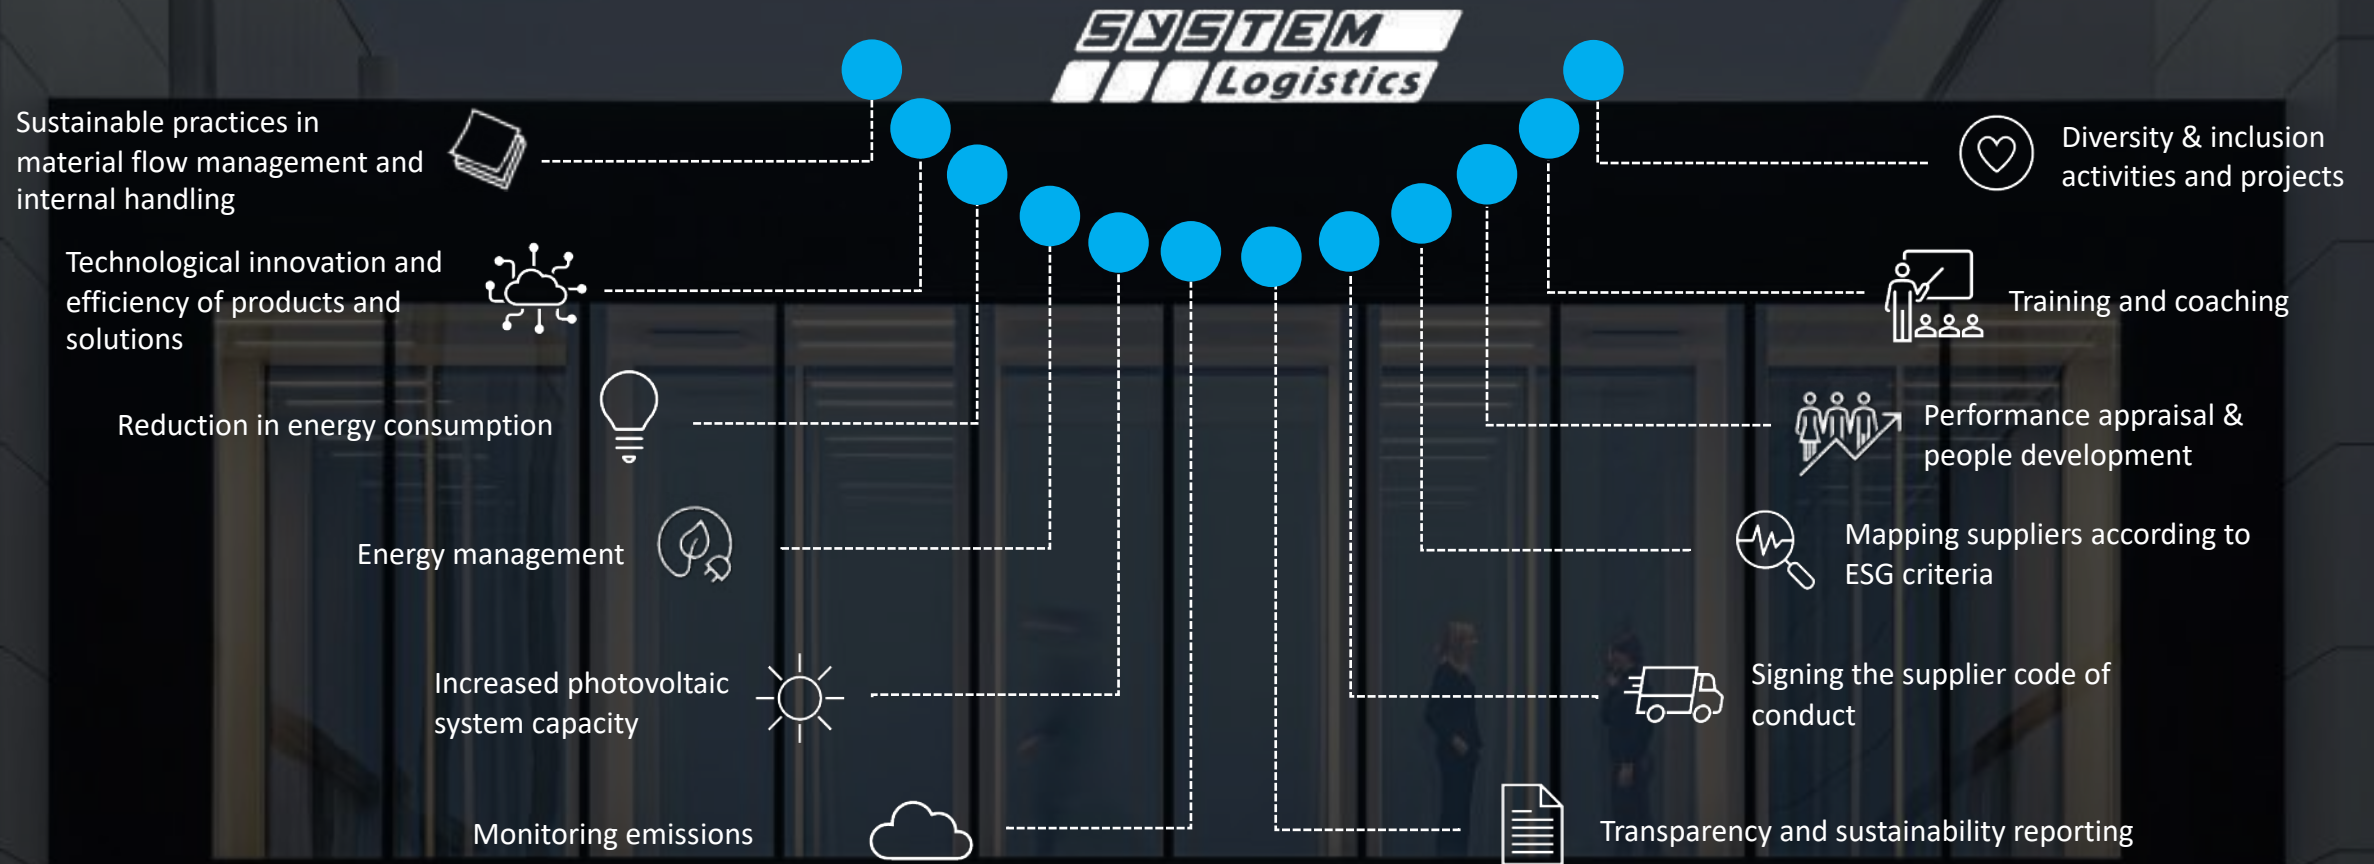 SYSTEM
Logistics
Sustainable practices in
material flow management and
internal handling
Technological innovation and
efficiency of products and
solutions
Reduction in energy consumption
Energy management
Increased photovoltaic
system capacity
Monitoring emissions
Diversity & inclusion
activities and projects
Training and coaching
Performance appraisal &
people development
Mapping suppliers according to
ESG criteria
Signing the supplier code of
conduct
Transparency and sustainability reporting